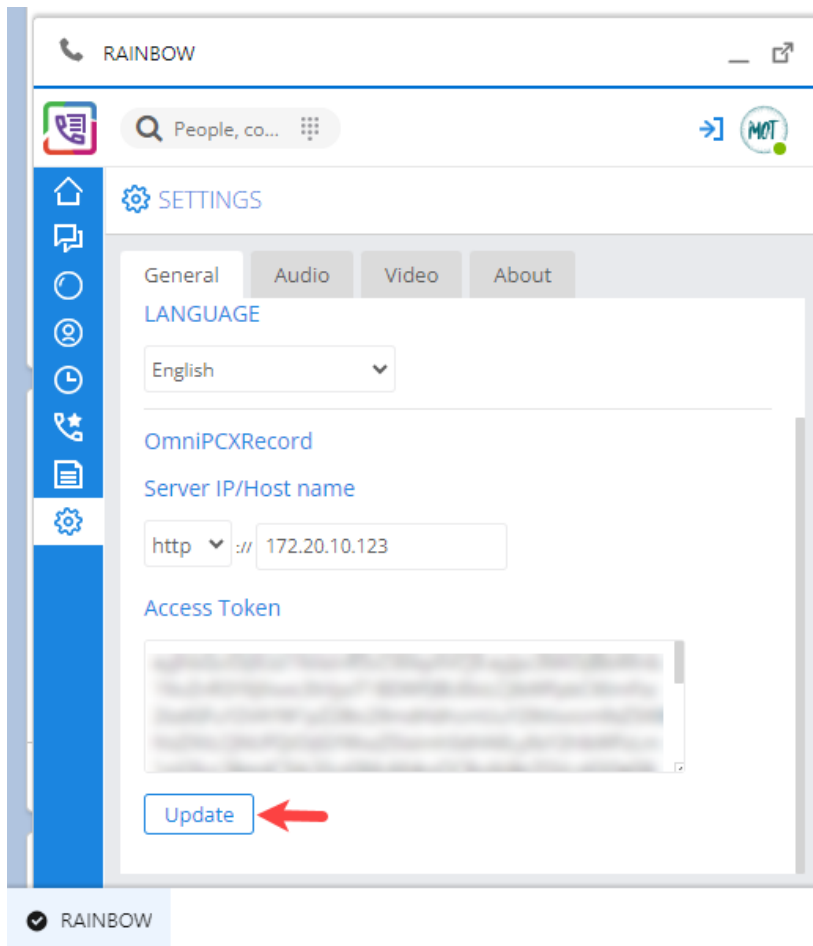 RAINBOW
People, co...
MOT
SETTINGS
General Audio Video About
LANGUAGE
English
OmniPCXRecord
Server IP/Host name
http :// 172.20.10.123
Access Token
Update
RAINBOW